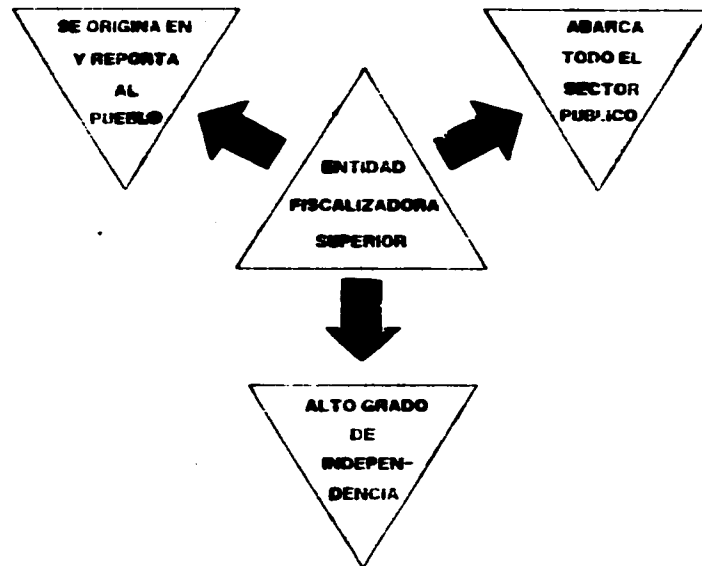 SE ORIGINA EN
Y REPORTA
AL
PUEBLO
ABARCA
TODO EL
SECTOR
PUBLICO
ENTIDAD
FISCALIZADORA
SUPERIOR
ALTO GRADO
DE
INDEPEN-
DENCIA